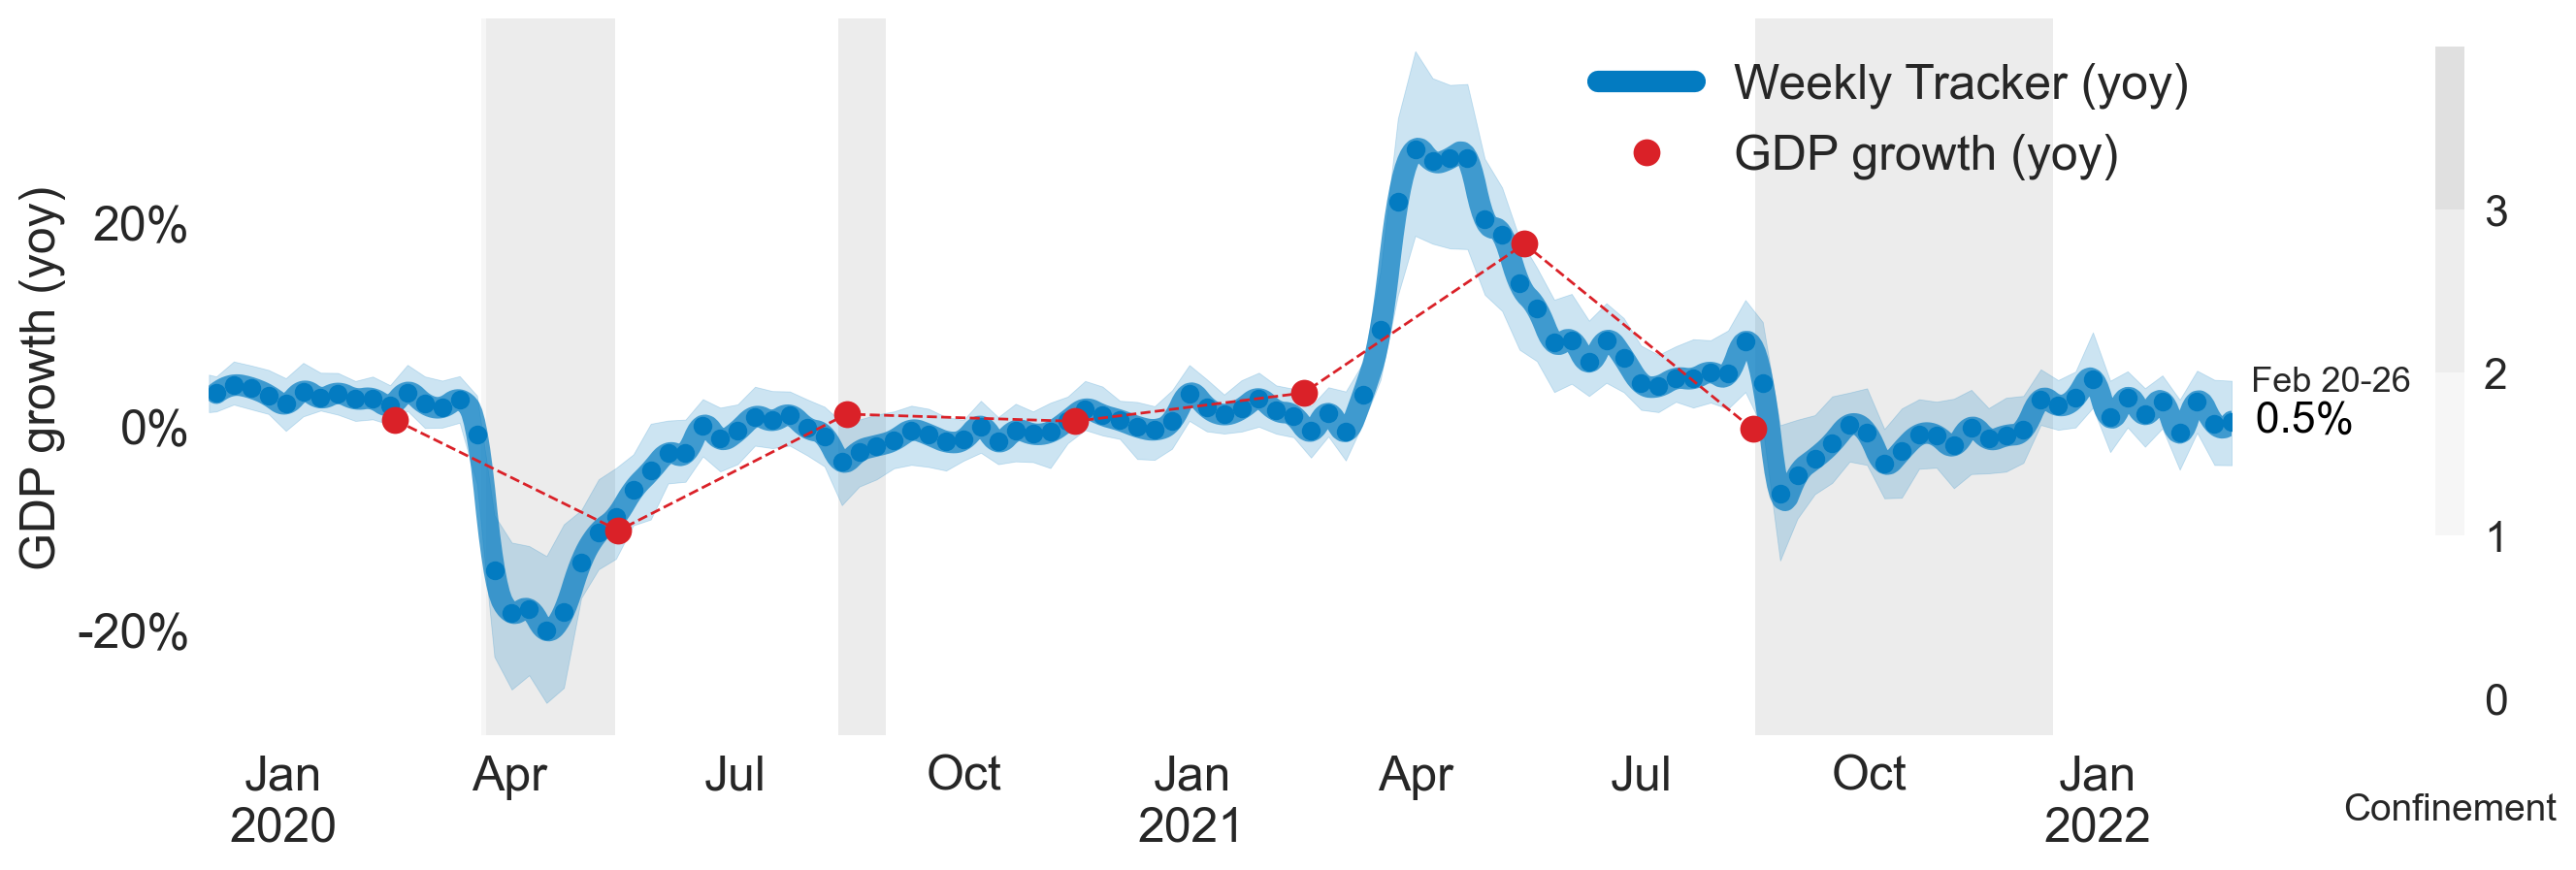 Weekly Tracker (yoy)
GDP growth (yoy)
GDP growth (yoy)
20%
0%
-20%
Feb 20-26
0.5%
3
2
1
0
Jan Apr Jul Oct Jan Apr Jul Oct Jan
2020 2021 2022
Confinement